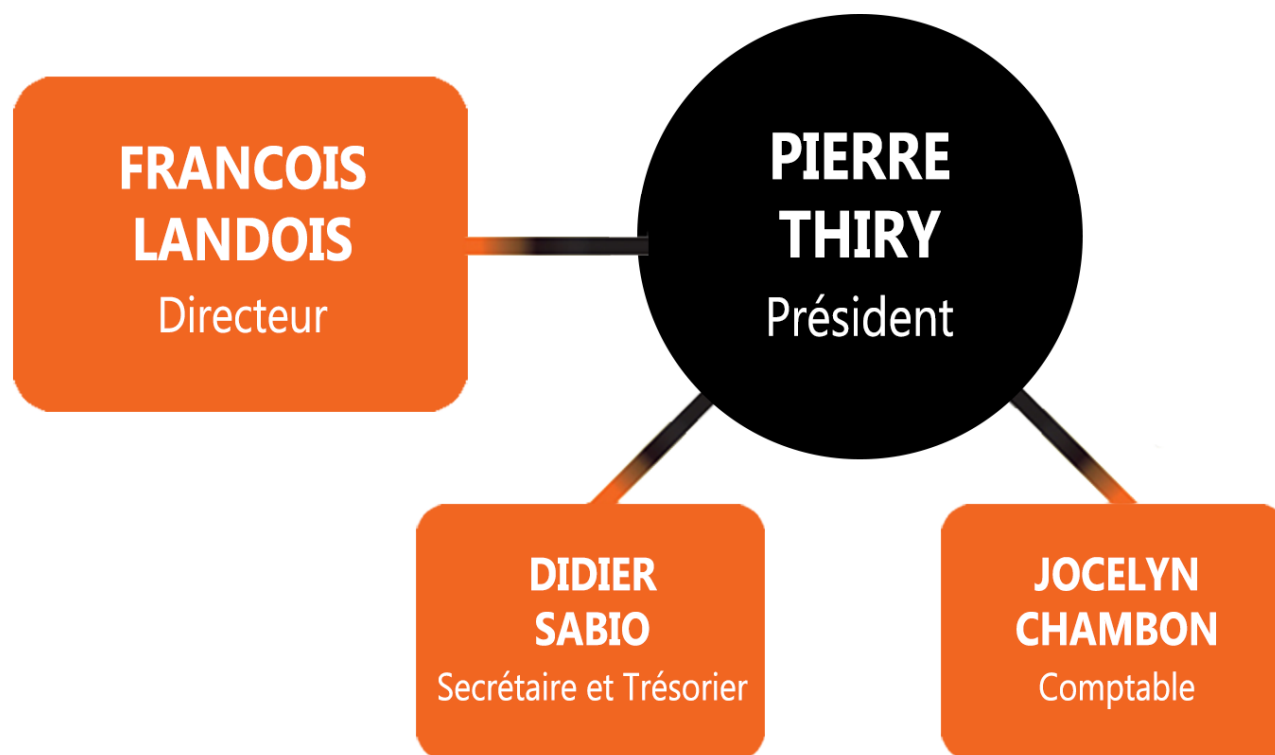 FRANCOIS
LANDOIS
Directeur
PIERRE
THIRY
Président
DIDIER
SABIO
Secrétaire et Trésorier
JOCELYN
CHAMBON
Comptable